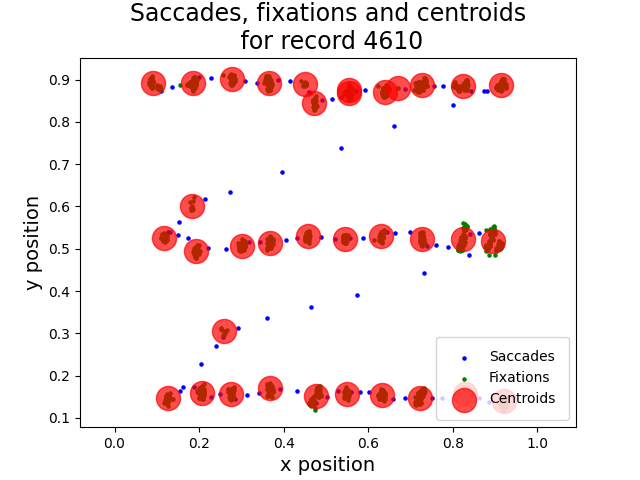 Saccades, fixations and centroids
for record 4610
y position
0.9
0.8
0.7
0.6
0.5
0.4
0.3
0.2
0.1
Saccades
Fixations
Centroids
0.0 0.2 0.4 0.6 0.8 1.0
x position